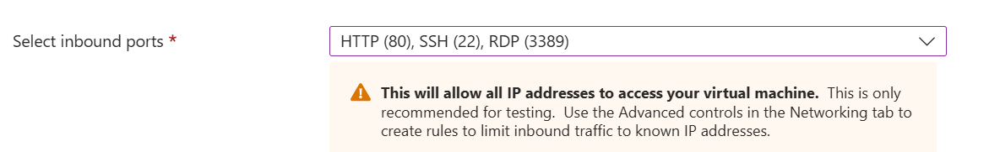 Select inbound ports *
HTTP (80), SSH (22), RDP (3389)
This will allow all IP addresses to access your virtual machine. This is only
recommended for testing. Use the Advanced controls in the Networking tab to
create rules to limit inbound traffic to known IP addresses.